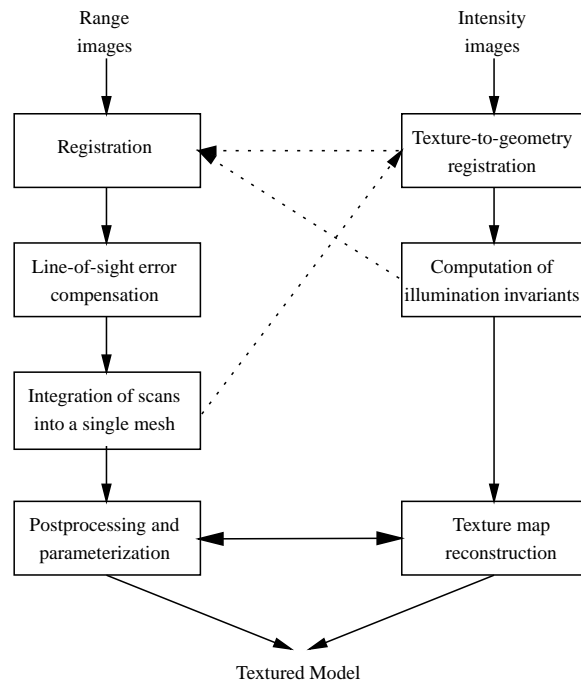 Range
images
Intensity
images
Registration
Texture-to-geometry
registration
Line-of-sight error
compensation
Computation of
illumination invariants
Integration of scans
into a single mesh
Postprocessing and
parameterization
Texture map
reconstruction
Textured Model